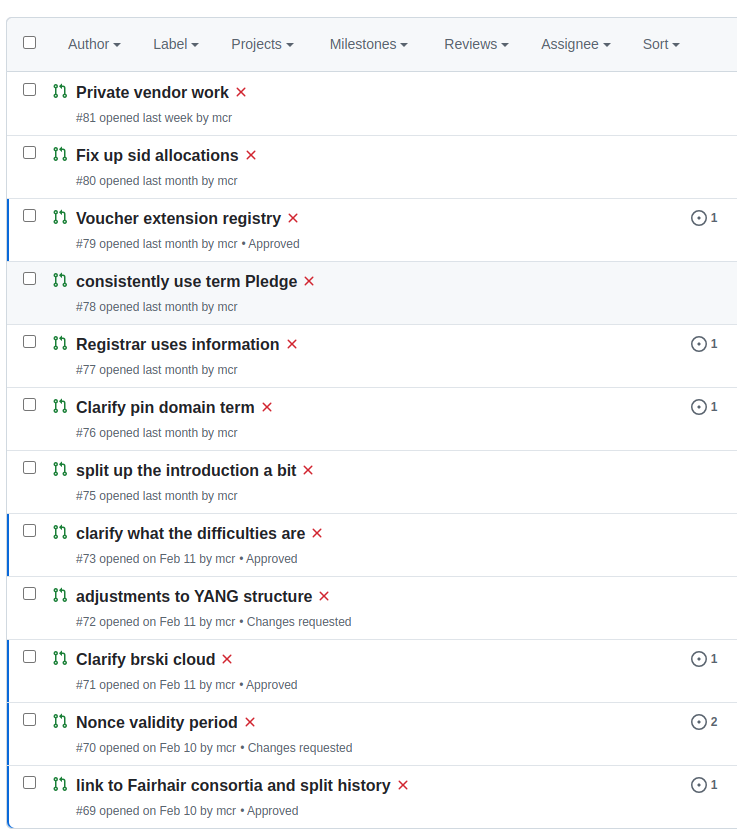 Author Label Projects Milestones Reviews Assignee Sort
Private vendor work
#81 opened last week by mcr
Fix up sid allocations
#80 opened last month by mcr
Voucher extension registry 1
#79 opened last month by mcr • Approved
consistently use term Pledge
#78 opened last month by mcr
Registrar uses information 1
#77 opened last month by mcr
Clarify pin domain term 1
#76 opened last month by mcr
split up the introduction a bit
#75 opened last month by mcr
clarify what the difficulties are
#73 opened on Feb 11 by mcr • Approved
adjustments to YANG structure
#72 opened on Feb 11 by mcr • Changes requested
Clarify brski cloud 1
#71 opened on Feb 11 by mcr • Approved
Nonce validity period 2
#70 opened on Feb 10 by mcr • Changes requested
link to Fairhair consortia and split history 1
#69 opened on Feb 10 by mcr • Approved